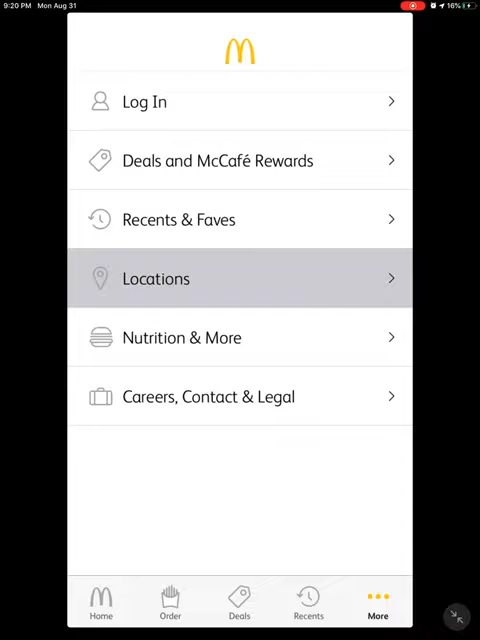 9:20 PM Mon Aug 31
16%
Log In
Deals and McCafé Rewards
Recents & Faves
Locations
Nutrition & More
Careers, Contact & Legal
Home Order Deals Recents More